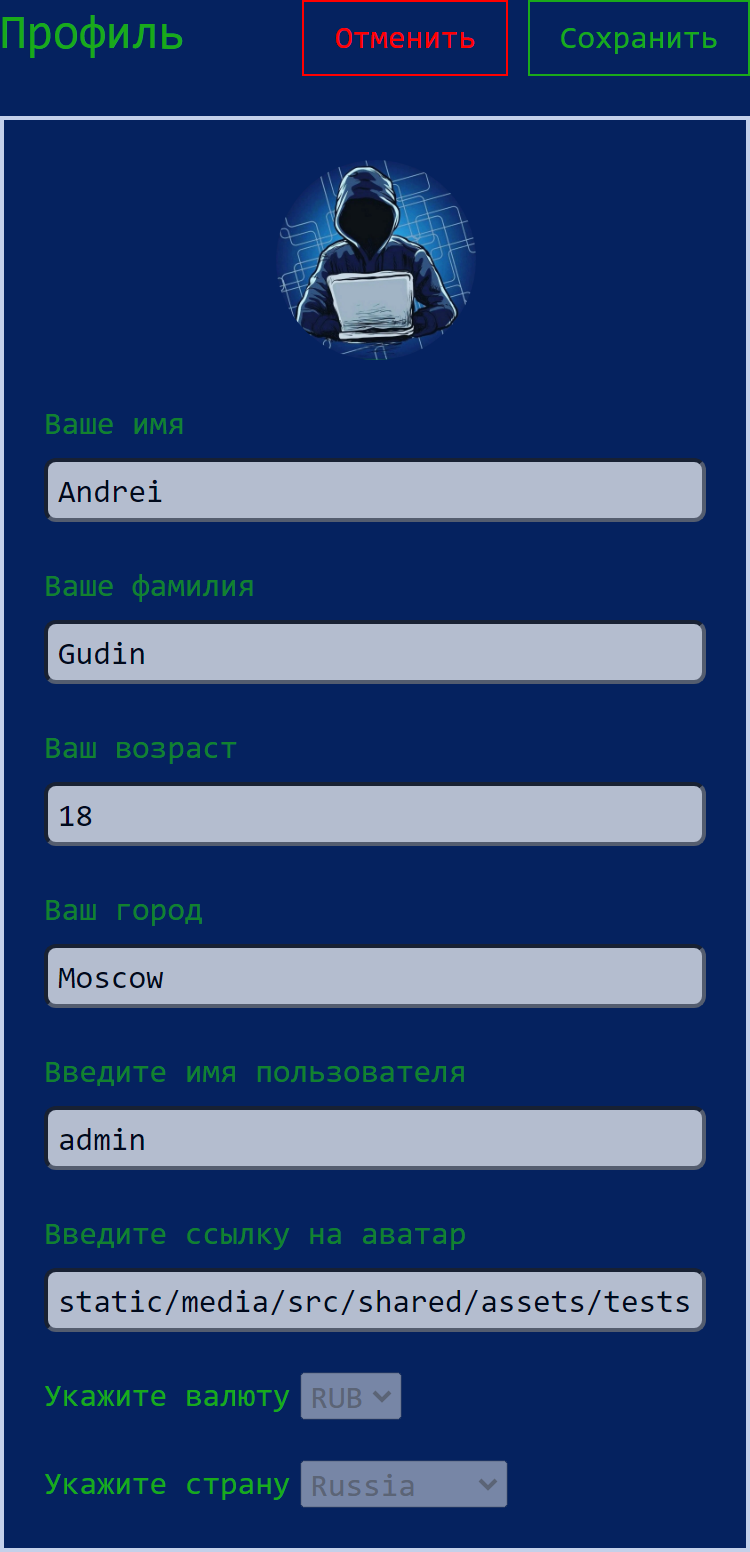 Профиль
Отменить
Сохранить
Ваше имя
Andrei
Ваше фамилия
Gudin
Ваш возраст
18
Ваш город
Moscow
Введите имя пользователя
admin
Введите ссылку на аватар
static/media/src/shared/assets/tests
Укажите валюту RUB
Укажите страну Russia